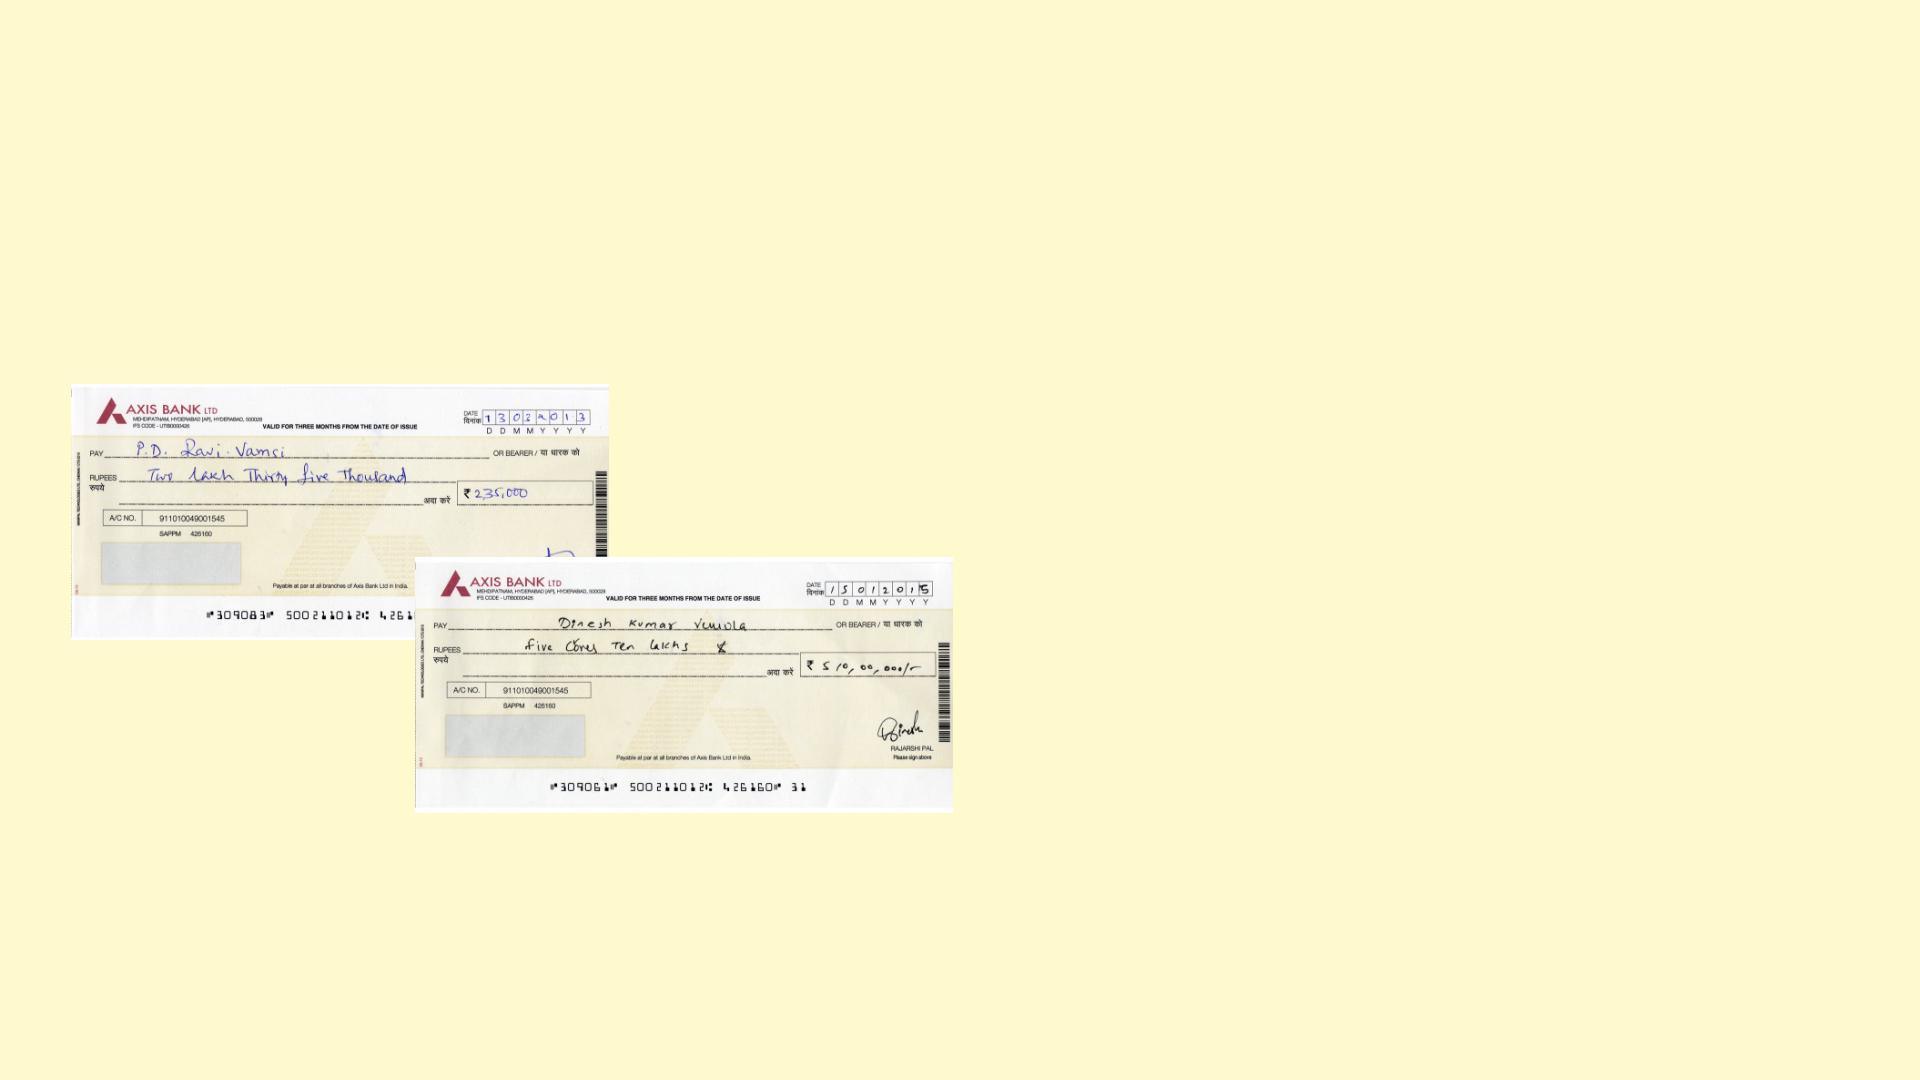 AXIS BANK LTD
MEHDIPATNAM, HYDERABAD [AP], HYDERABAD, 500028
IFS CODE - UTIB0000426
VALID FOR THREE MONTHS FROM THE DATE OF ISSUE
DATE
दिनांक 1 3 0 2 2 0 1 3
D D M M Y Y Y Y
PAY P.D. Ravi Vamsi OR BEARER / या धारक को
RUPEES Two lakh Thirty five Thousand
रुपये अदा करें ₹ 235,000
A/C NO. 911010049001545
SAPPM 426160
Payable at par at all branches of Axis Bank Ltd in India.
⑈309083⑈ 500211012⑆ 4261
AXIS BANK LTD
MEHDIPATNAM, HYDERABAD [AP], HYDERABAD, 500028
IFS CODE - UTIB0000426
VALID FOR THREE MONTHS FROM THE DATE OF ISSUE
DATE
दिनांक 1 5 0 1 2 0 1 5
D D M M Y Y Y Y
PAY Dinesh Kumar OR BEARER / या धारक को
RUPEES five Cores Ten lakhs
रुपये अदा करें ₹ 510,00,000/-
A/C NO. 911010049001545
SAPPM 426160
Dinesh
RAJARSHI PAL
Please sign above
Payable at par at all branches of Axis Bank Ltd in India.
⑈309061⑈ 500211012⑆ 426160⑈ 31